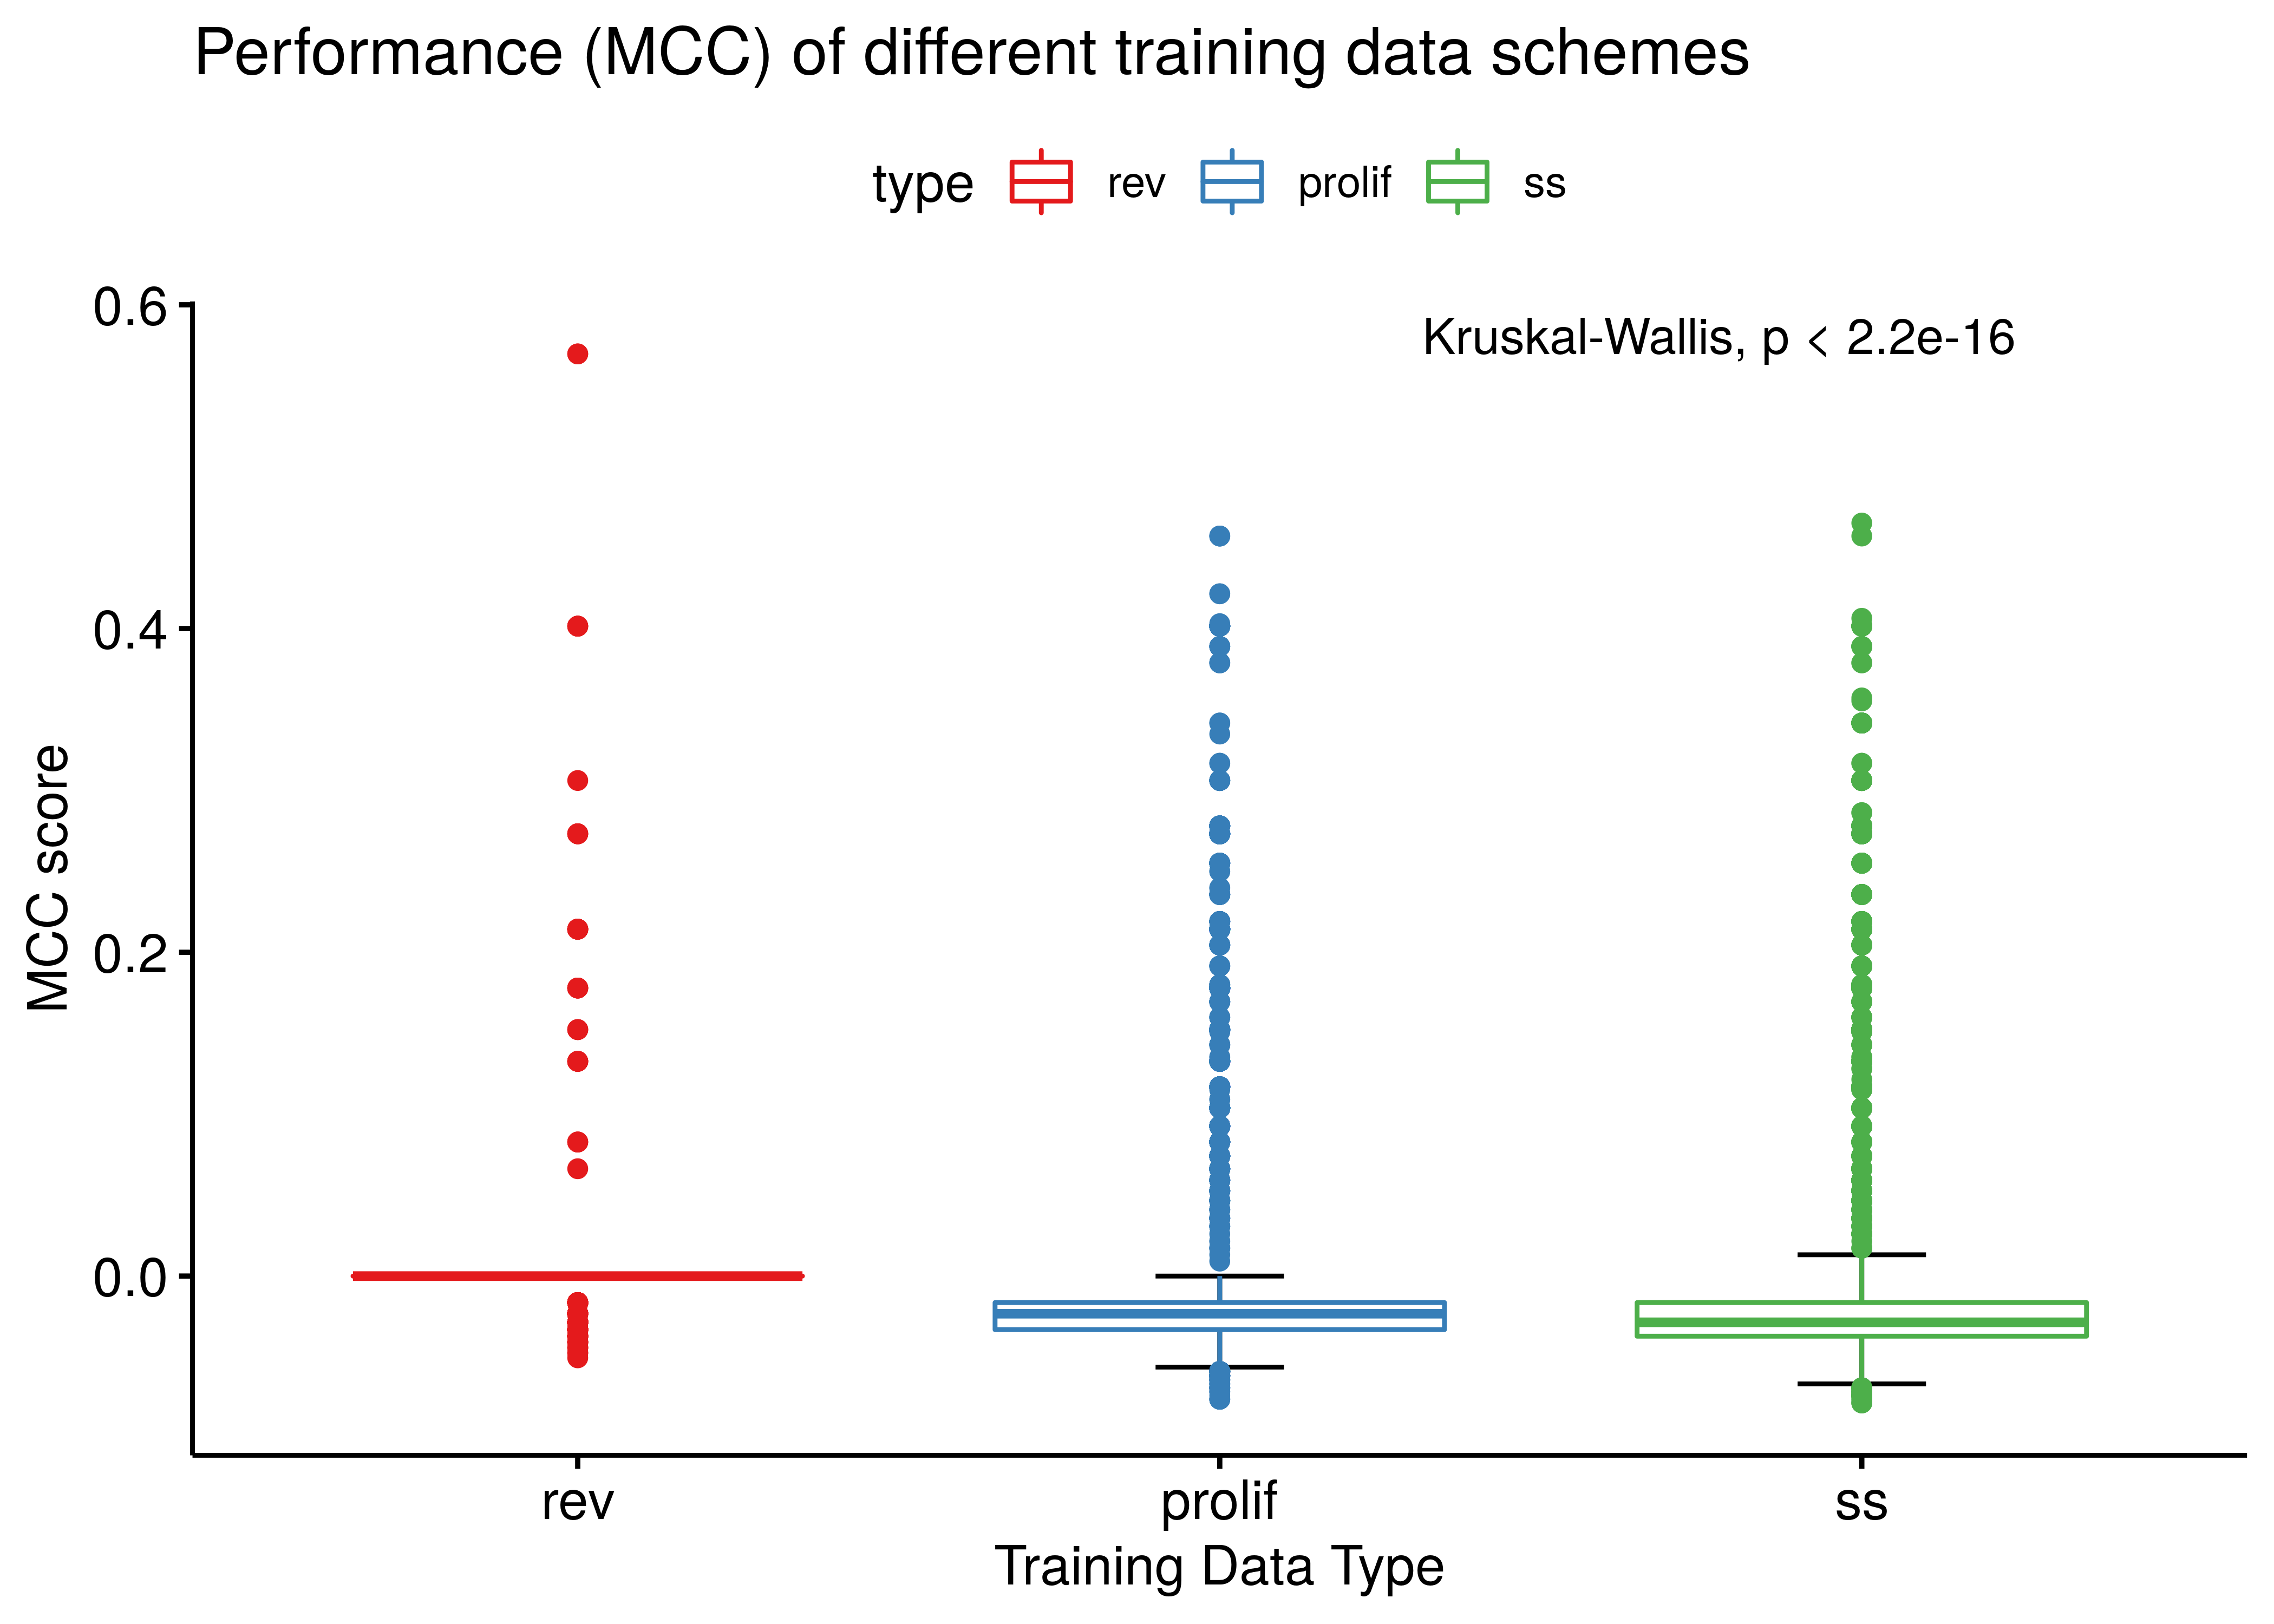 Performance (MCC) of different training data schemes
type rev prolif ss
Kruskal-Wallis, p < 2.2e-16
MCC score
0.6
0.4
0.2
0.0
rev prolif ss
Training Data Type